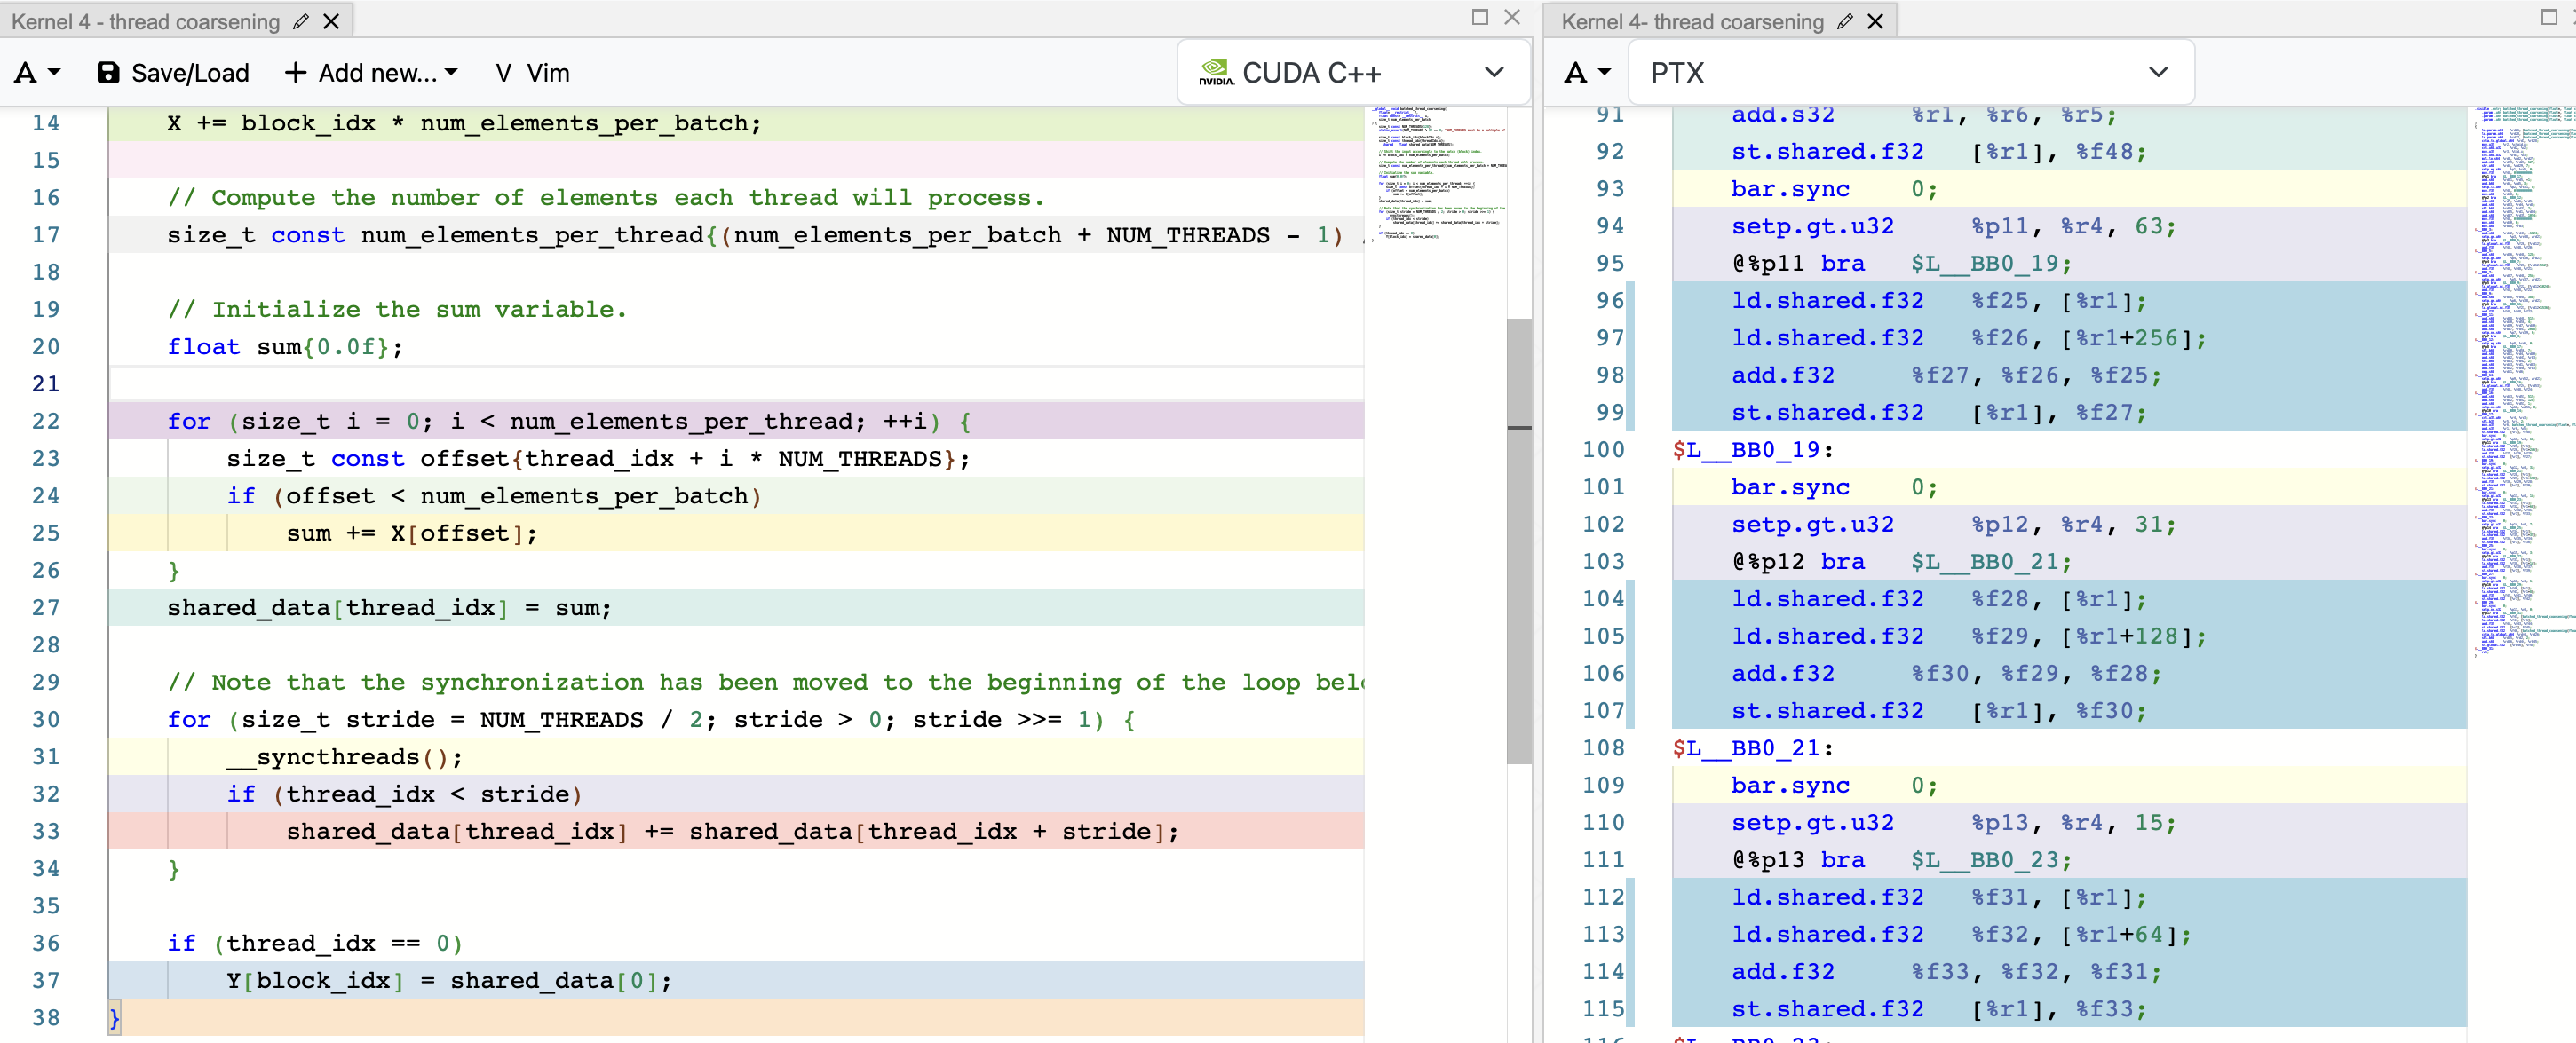 Kernel 4 - thread coarsening
A Save/Load + Add new... V Vim
NVIDIA. CUDA C++
14 X += block_idx * num_elements_per_batch;
15
16 // Compute the number of elements each thread will process.
17 size_t const num_elements_per_thread{(num_elements_per_batch + NUM_THREADS - 1)
18
19 // Initialize the sum variable.
20 float sum{0.0f};
21
22 for (size_t i = 0; i < num_elements_per_thread; ++i) {
23 size_t const offset{thread_idx + i * NUM_THREADS};
24 if (offset < num_elements_per_batch)
25 sum += X[offset];
26 }
27 shared_data[thread_idx] = sum;
28
29 // Note that the synchronization has been moved to the beginning of the loop belo
30 for (size_t stride = NUM_THREADS / 2; stride > 0; stride >>= 1) {
31 __syncthreads();
32 if (thread_idx < stride)
33 shared_data[thread_idx] += shared_data[thread_idx + stride];
34 }
35
36 if (thread_idx == 0)
37 Y[block_idx] = shared_data[0];
38 }
Kernel 4- thread coarsening
A PTX
91 add.s32 %r1, %r6, %r5;
92 st.shared.f32 [%r1], %f48;
93 bar.sync 0;
94 setp.gt.u32 %p11, %r4, 63;
95 @%p11 bra $L__BB0_19;
96 ld.shared.f32 %f25, [%r1];
97 ld.shared.f32 %f26, [%r1+256];
98 add.f32 %f27, %f26, %f25;
99 st.shared.f32 [%r1], %f27;
100 $L__BB0_19:
101 bar.sync 0;
102 setp.gt.u32 %p12, %r4, 31;
103 @%p12 bra $L__BB0_21;
104 ld.shared.f32 %f28, [%r1];
105 ld.shared.f32 %f29, [%r1+128];
106 add.f32 %f30, %f29, %f28;
107 st.shared.f32 [%r1], %f30;
108 $L__BB0_21:
109 bar.sync 0;
110 setp.gt.u32 %p13, %r4, 15;
111 @%p13 bra $L__BB0_23;
112 ld.shared.f32 %f31, [%r1];
113 ld.shared.f32 %f32, [%r1+64];
114 add.f32 %f33, %f32, %f31;
115 st.shared.f32 [%r1], %f33;
116 $L__BB0_23: